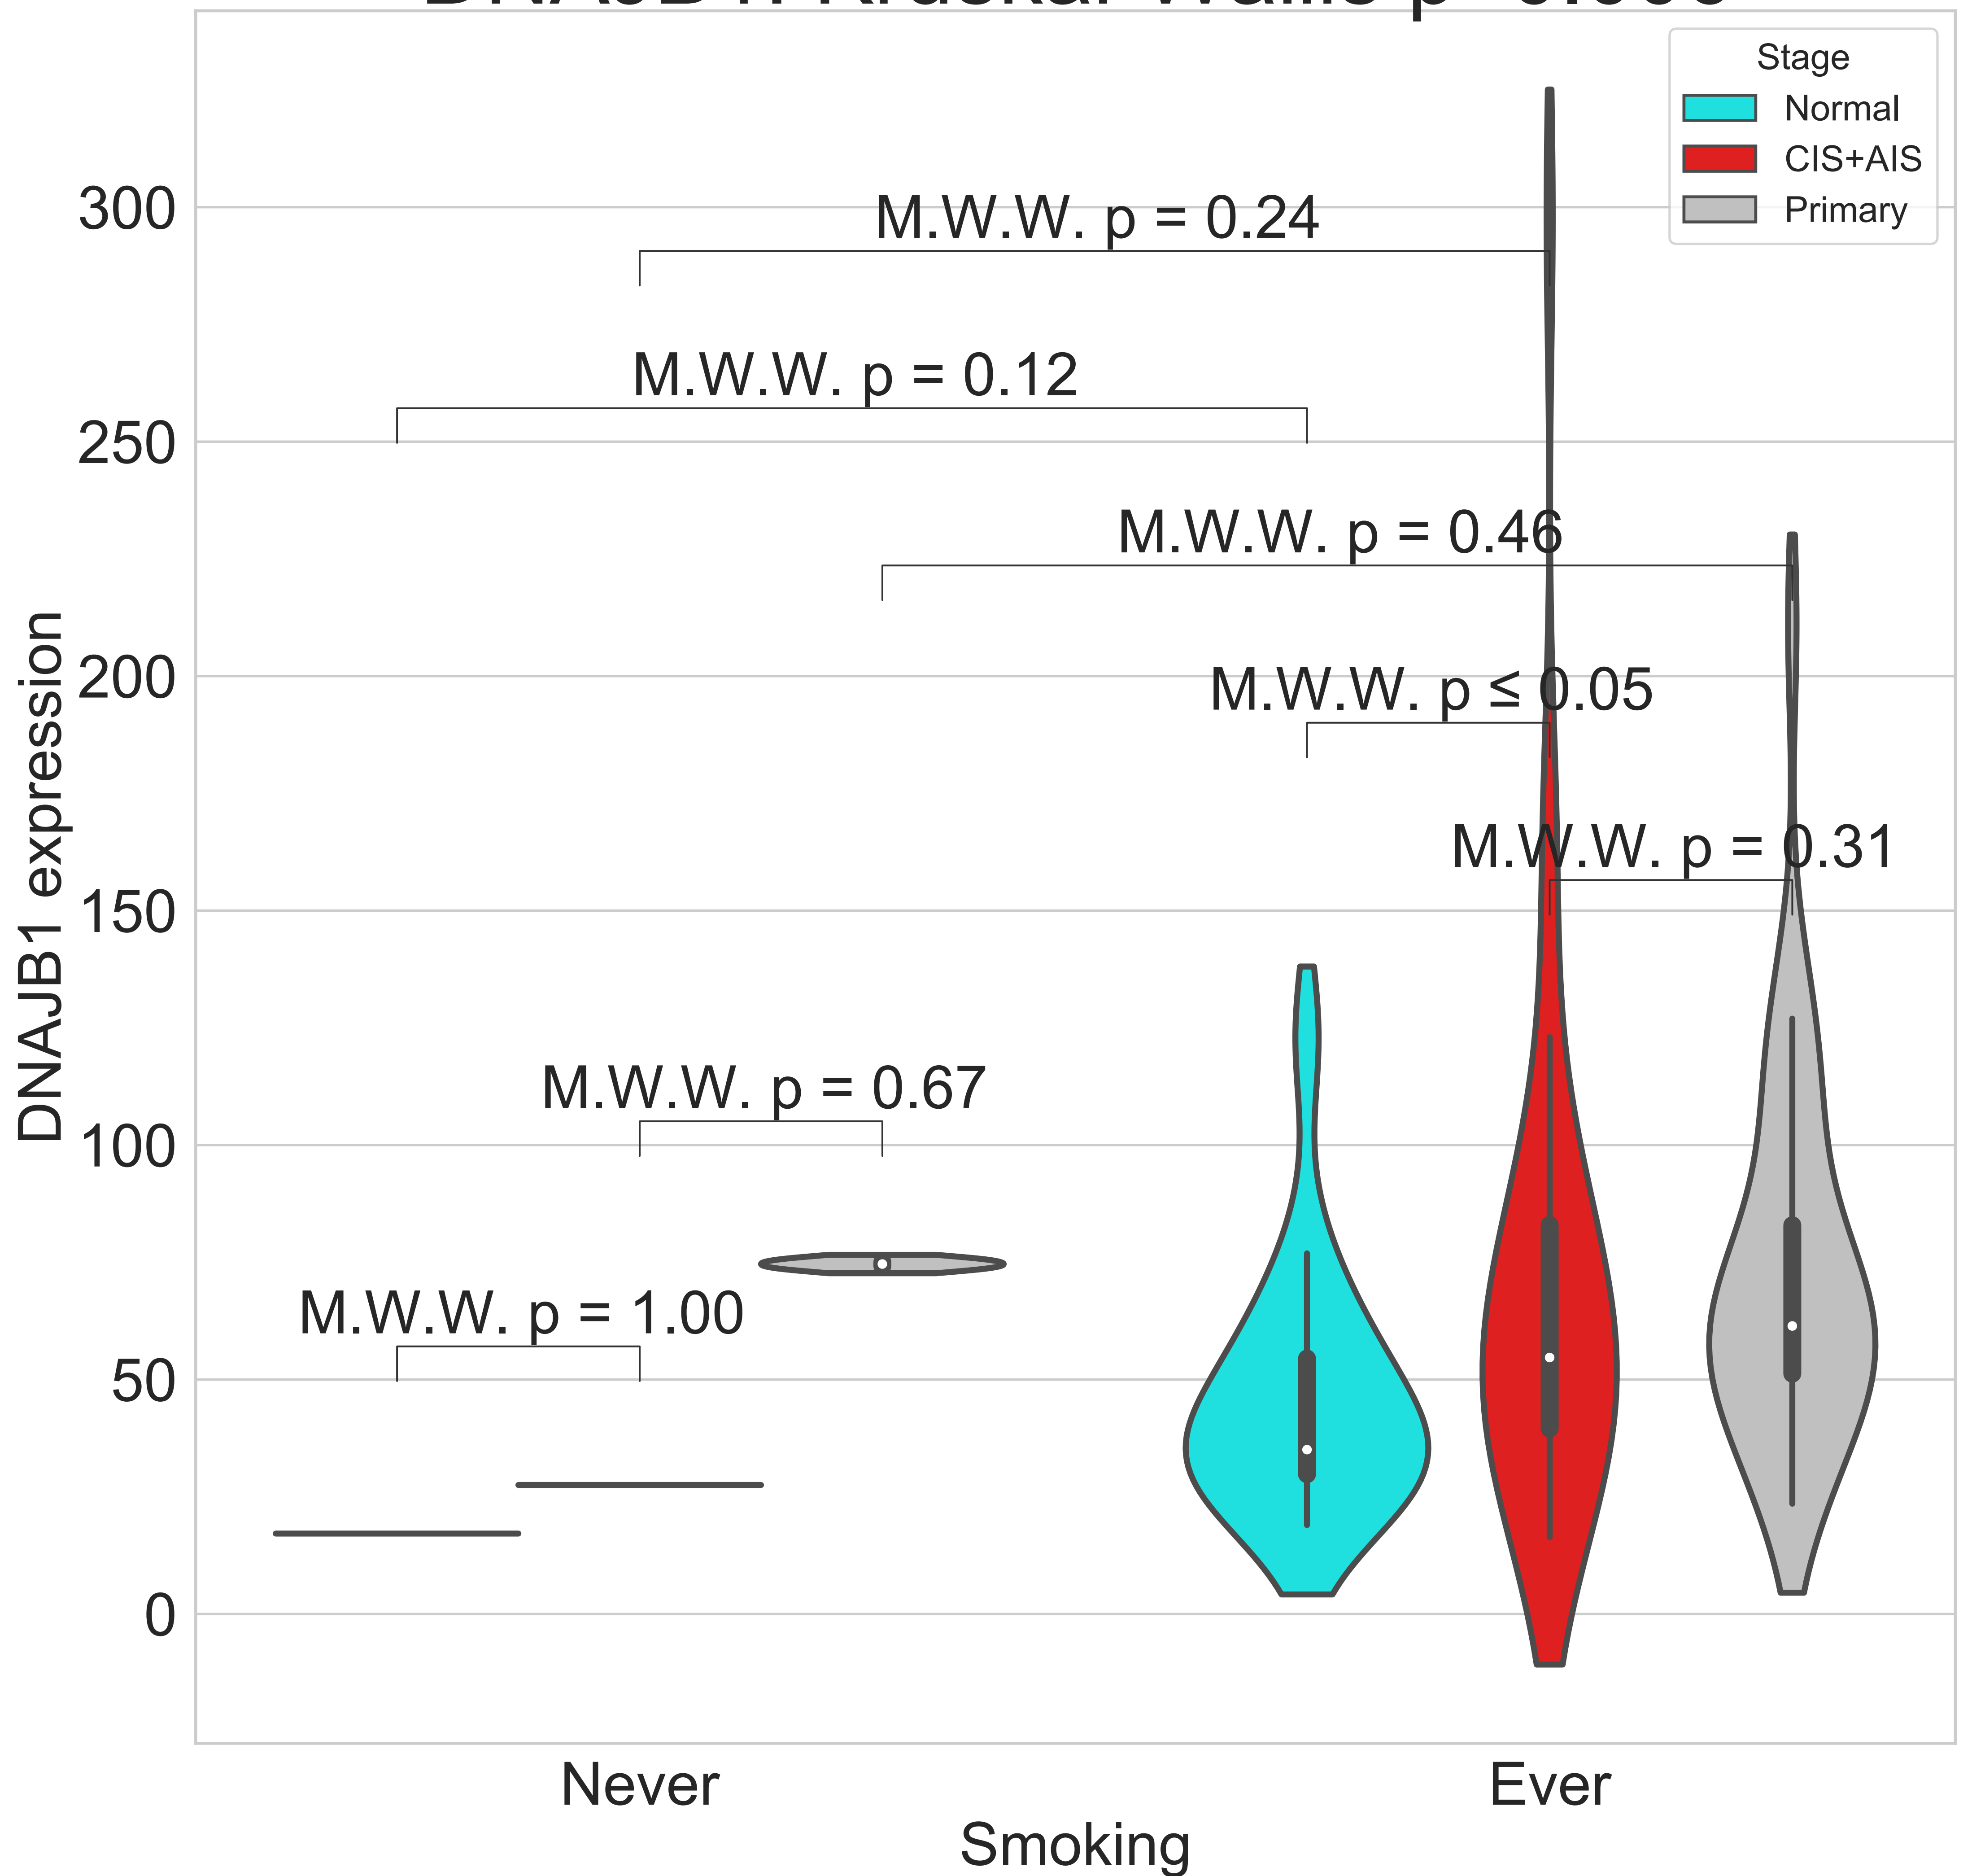 Stage
Normal
CIS+AIS
Primary
300
M.W.W. p = 0.24
M.W.W. p = 0.12
250
M.W.W. p = 0.46
200
M.W.W. p ≤ 0.05
M.W.W. p = 0.31
150
DNAJB1 expression
M.W.W. p = 0.67
100
M.W.W. p = 1.00
50
0
Never
Ever
Smoking